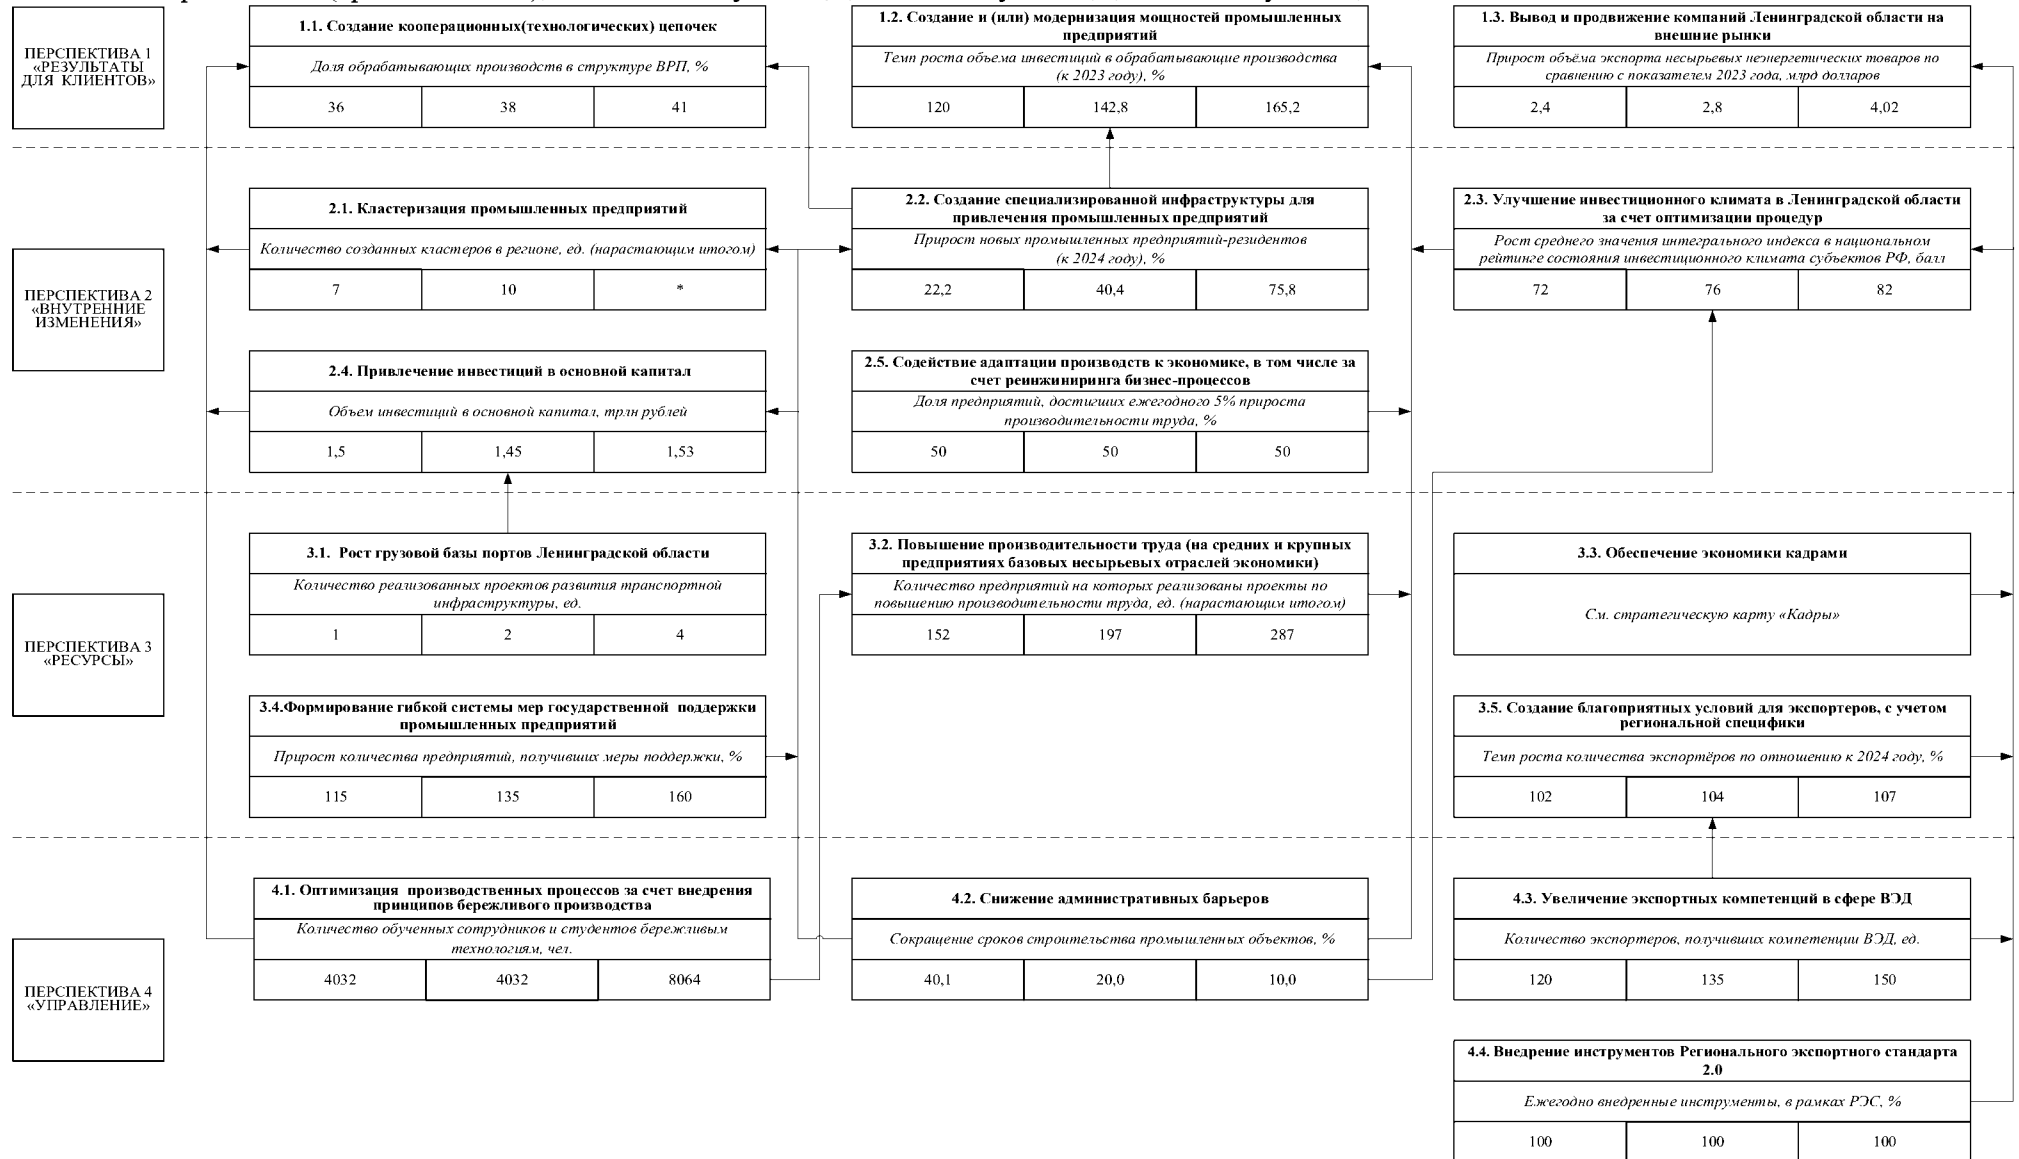 ПЕРСПЕКТИВА 1
«РЕЗУЛЬТАТЫ
ДЛЯ КЛИЕНТОВ»
1.1. Создание кооперационных(технологических) цепочек
Доля обрабатывающих производств в структуре ВРП, %
36 38 41
1.2. Создание и (или) модернизация мощностей промышленных
предприятий
Темп роста объема инвестиций в обрабатывающие производства
(к 2023 году), %
120 142,8 165,2
1.3. Вывод и продвижение компаний Ленинградской области на
внешние рынки
Прирост объёма экспорта несырьевых неэнергетических товаров по
сравнению с показателем 2023 года, млрд долларов
2,4 2,8 4,02
ПЕРСПЕКТИВА 2
«ВНУТРЕННИЕ
ИЗМЕНЕНИЯ»
2.1. Кластеризация промышленных предприятий
Количество созданных кластеров в регионе, ед. (нарастающим итогом)
7 10 *
2.2. Создание специализированной инфраструктуры для
привлечения промышленных предприятий
Прирост новых промышленных предприятий-резидентов
(к 2024 году), %
22,2 40,4 75,8
2.3. Улучшение инвестиционного климата в Ленинградской области
за счет оптимизации процедур
Рост среднего значения интегрального индекса в национальном
рейтинге состояния инвестиционного климата субъектов РФ, балл
72 76 82
2.4. Привлечение инвестиций в основной капитал
Объем инвестиций в основной капитал, трлн рублей
1,5 1,45 1,53
2.5. Содействие адаптации производств к экономике, в том числе за
счет реинжиниринга бизнес-процессов
Доля предприятий, достигших ежегодного 5% прироста
производительности труда, %
50 50 50
ПЕРСПЕКТИВА 3
«РЕСУРСЫ»
3.1. Рост грузовой базы портов Ленинградской области
Количество реализованных проектов развития транспортной
инфраструктуры, ед.
1 2 4
3.2. Повышение производительности труда (на средних и крупных
предприятиях базовых несырьевых отраслей экономики)
Количество предприятий на которых реализованы проекты по
повышению производительности труда, ед. (нарастающим итогом)
152 197 287
3.3. Обеспечение экономики кадрами
См. стратегическую карту «Кадры»
3.4.Формирование гибкой системы мер государственной поддержки
промышленных предприятий
Прирост количества предприятий, получивших меры поддержки, %
115 135 160
3.5. Создание благоприятных условий для экспортеров, с учетом
региональной специфики
Темп роста количества экспортёров по отношению к 2024 году, %
102 104 107
ПЕРСПЕКТИВА 4
«УПРАВЛЕНИЕ»
4.1. Оптимизация производственных процессов за счет внедрения
принципов бережливого производства
Количество обученных сотрудников и студентов бережливым
технологиям, чел.
4032 4032 8064
4.2. Снижение административных барьеров
Сокращение сроков строительства промышленных объектов, %
40,1 20,0 10,0
4.3. Увеличение экспортных компетенций в сфере ВЭД
Количество экспортеров, получивших компетенции ВЭД, ед.
120 135 150
4.4. Внедрение инструментов Регионального экспортного стандарта
2.0
Ежегодно внедренные инструменты, в рамках РЭС, %
100 100 100